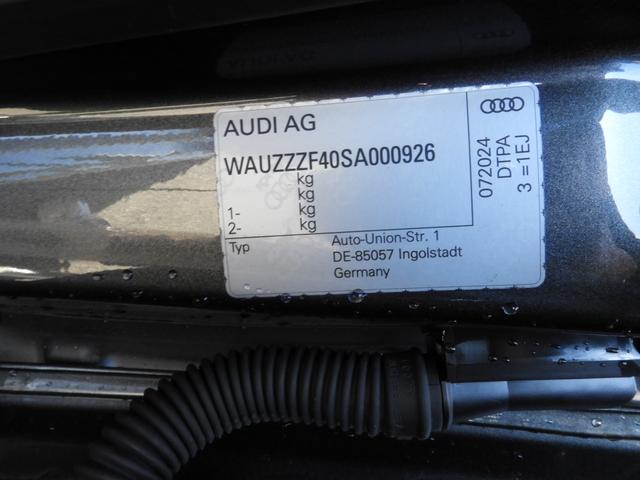 AUDI AG
WAUZZZF40SA000926
kg
kg
1- kg
2- kg
Typ
Auto-Union-Str. 1
DE-85057 Ingolstadt
Germany
072024
DTPA
3 =1EJ